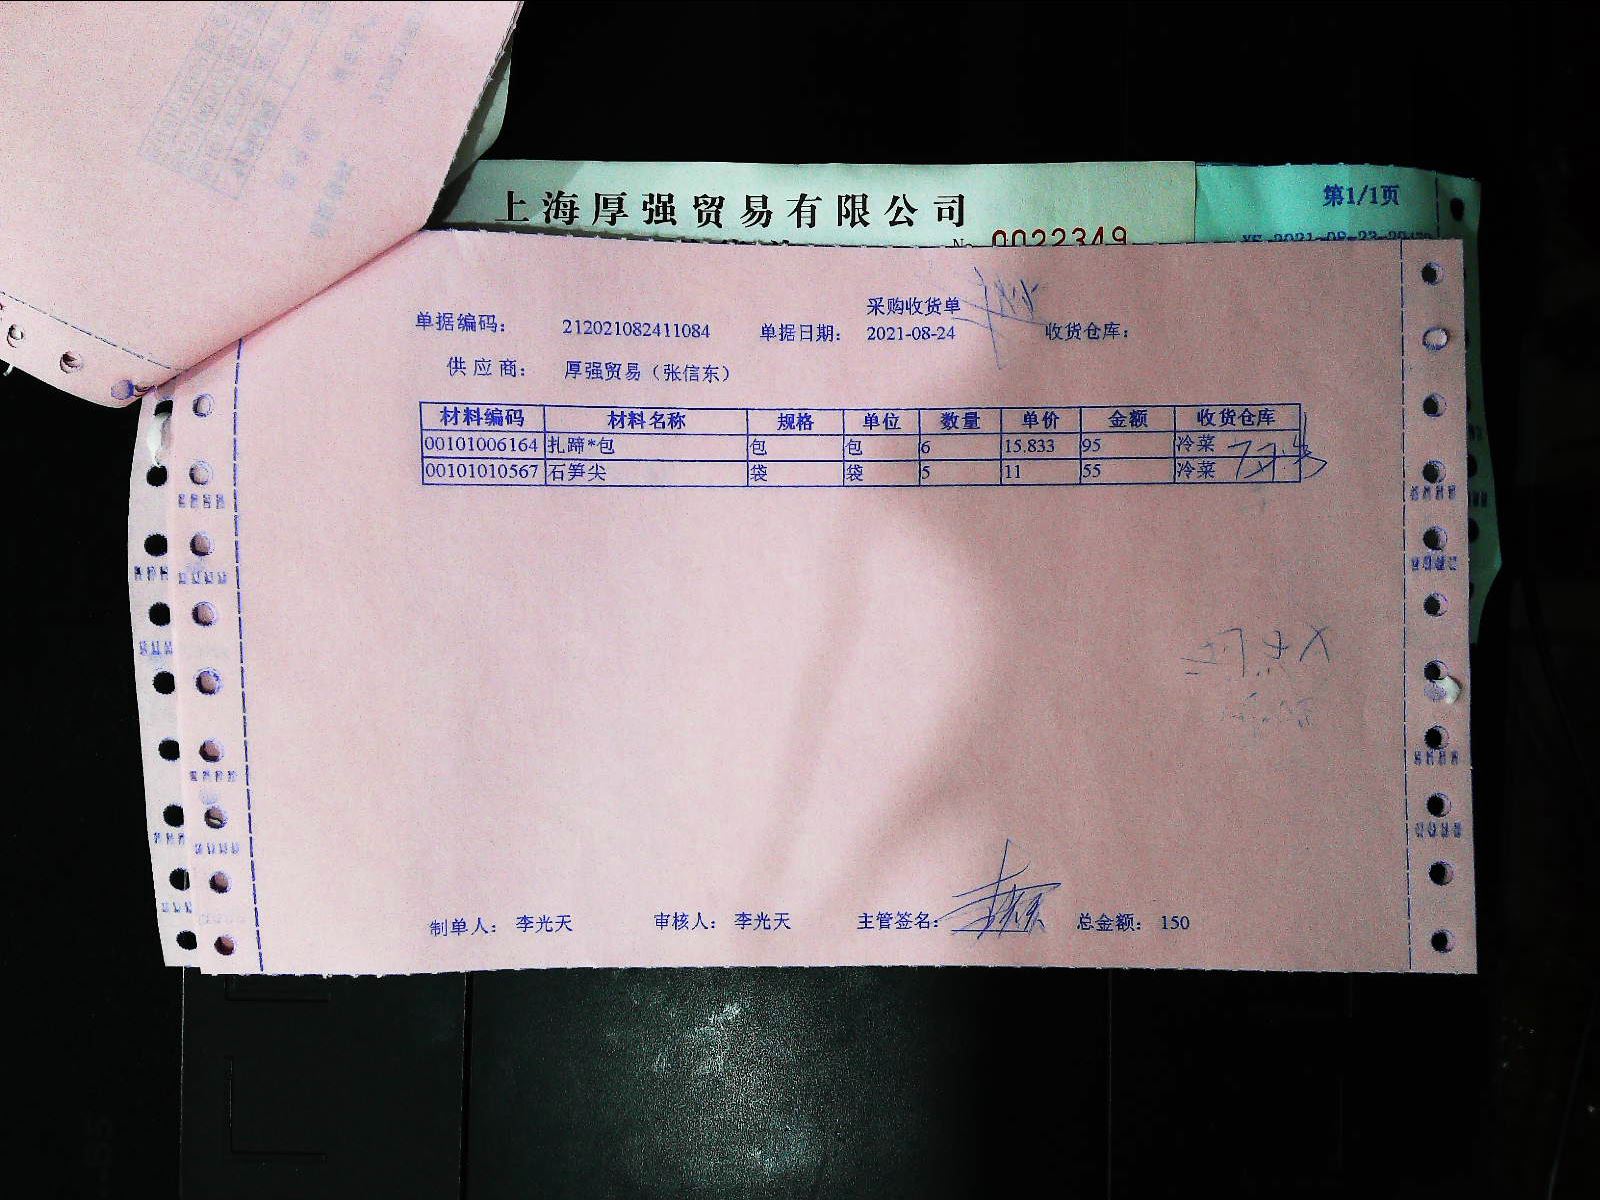 上海厚强贸易有限公司
第1/1页
No 0022349
采购收货单
单据编码： 212021082411084 单据日期： 2021-08-24 收货仓库：
供应商： 厚强贸易（张信东）
材料编码 材料名称 规格 单位 数量 单价 金额 收货仓库
00101006164 扎蹄*包 包 包 6 15.833 95 冷菜
00101010567 石笋尖 袋 袋 5 11 55 冷菜
制单人： 李光天 审核人： 李光天 主管签名： 总金额： 150